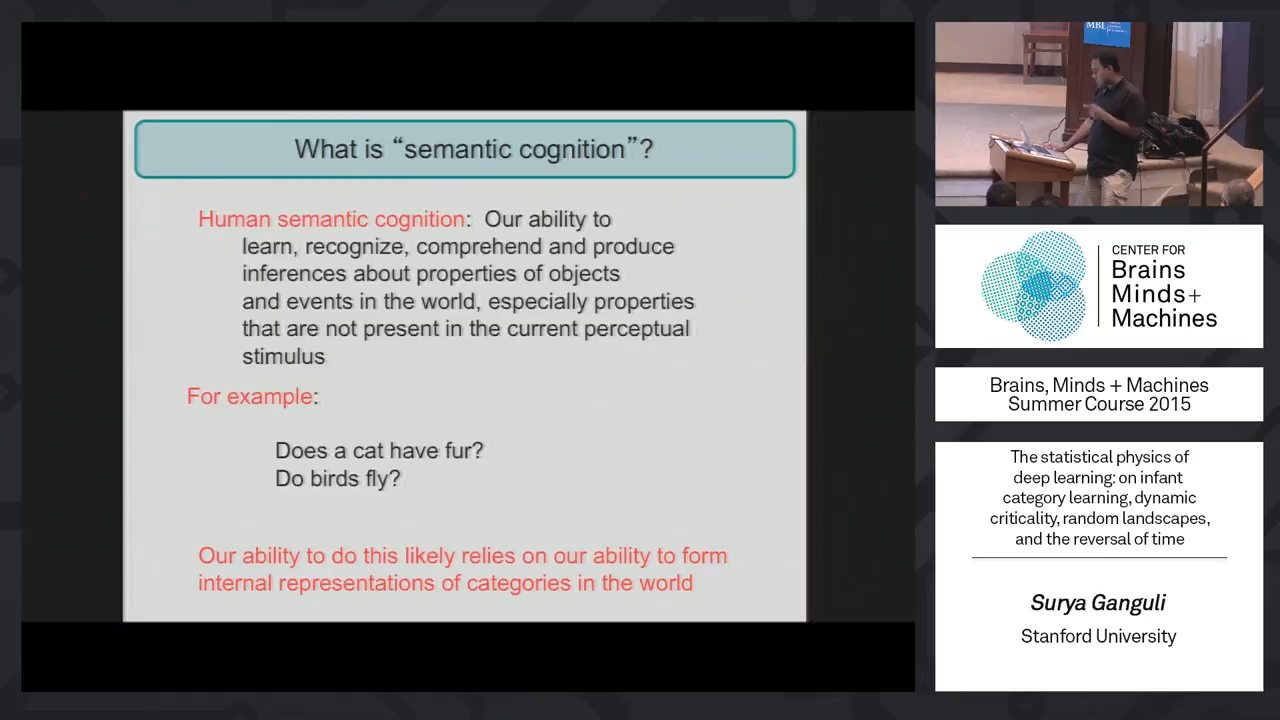 What is “semantic cognition”?
Human semantic cognition: Our ability to
learn, recognize, comprehend and produce
inferences about properties of objects
and events in the world, especially properties
that are not present in the current perceptual
stimulus
For example:
Does a cat have fur?
Do birds fly?
Our ability to do this likely relies on our ability to form
internal representations of categories in the world
MBL
CENTER FOR
Brains
Minds+
Machines
Brains, Minds + Machines
Summer Course 2015
The statistical physics of
deep learning: on infant
category learning, dynamic
criticality, random landscapes,
and the reversal of time
Surya Ganguli
Stanford University